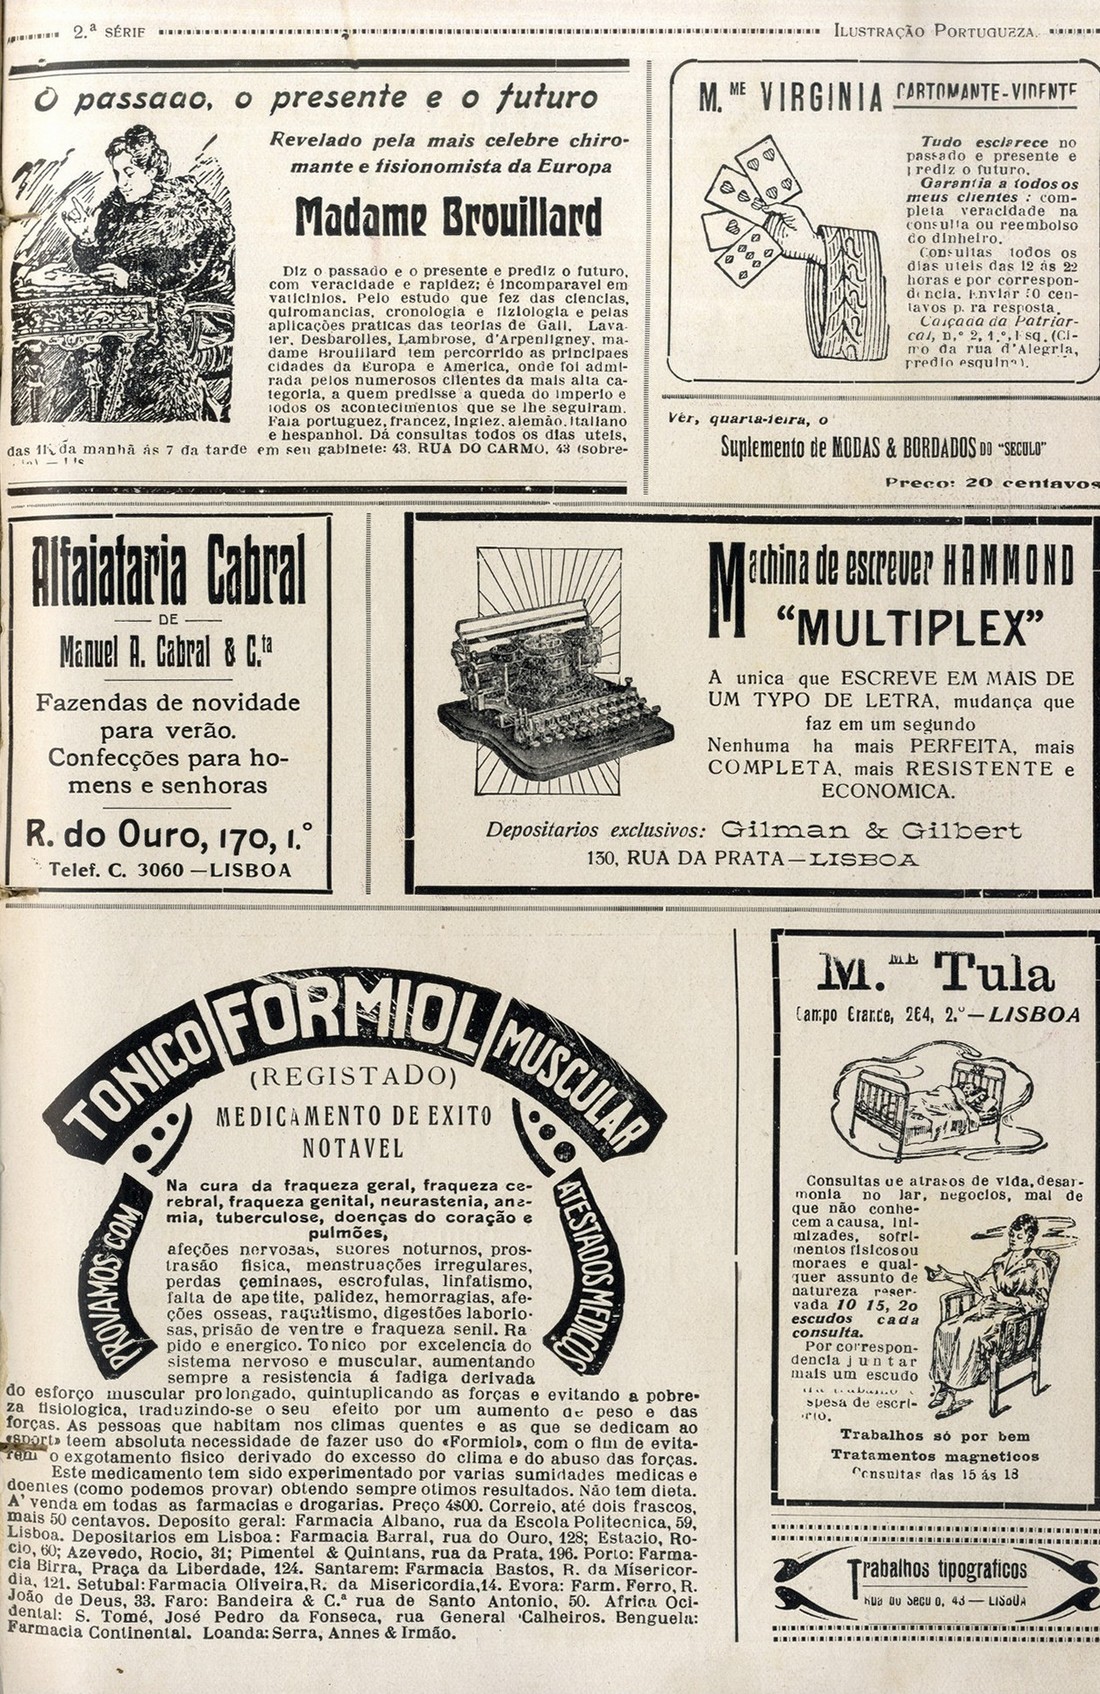 2.ª SÉRIE
ILUSTRAÇÃO PORTUGUEZA.
O passado, o presente e o futuro
Revelado pela mais celebre chiro-
mante e fisionomista da Europa
Madame Brouillard
Diz o passado e o presente e prediz o futuro,
com veracidade e rapidez; é incomparavel em
vaticinios. Pelo estudo que fez das ciencias,
quiromancias, cronologia e fiziologia e pelas
aplicações praticas das teorias de Gall, Lava-
ter, Desbarolles, Lambrose, d'Arpenligney, ma-
dame Brouillard tem percorrido as principaes
cidades da Europa e America, onde foi admi-
rada pelos numerosos clientes da mais alta ca-
tegoria, a quem predisse a queda do imperio e
todos os acontecimentos que se lhe seguiram.
Fala portuguez, francez, inglez, alemão, italiano
e hespanhol. Dá consultas todos os dias uteis,
das 11 da manhã ás 7 da tarde em seu gabinete: 43, RUA DO CARMO, 43 (sobre-
M.ME VIRGINIA CARTOMANTE-VIDENTE
Tudo esclarece no
passado e presente e
prediz o futuro.
Garantia a todos os
meus clientes: com-
pleta veracidade na
consulta ou reembolso
do dinheiro.
Consultas todos os
dias uteis das 12 ás 22
horas e por correspon-
dencia. Enviar 50 cen-
tavos para resposta.
Calçada da Patriar-
cal, n.º 2, 1.º, Esq. (Ci-
mo da rua d'Alegria,
predio esquina).
Vêr, quarta-feira, o
Suplemento de MODAS & BORDADOS DO "SECULO"
Preço: 20 centavos
Alfaiataria Cabral
DE
Manuel A. Cabral & C.ta
Fazendas de novidade
para verão.
Confecções para ho-
mens e senhoras
R. do Ouro, 170, 1.º
Telef. C. 3060—LISBOA
Machina de escrever HAMMOND
"MULTIPLEX"
A unica que ESCREVE EM MAIS DE
UM TYPO DE LETRA, mudança que
faz em um segundo
Nenhuma ha mais PERFEITA, mais
COMPLETA, mais RESISTENTE e
ECONOMICA.
Depositarios exclusivos: Gilman & Gilbert
130, RUA DA PRATA—LISBOA
TONICO FORMIOL MUSCULAR
(REGISTADO)
MEDICAMENTO DE EXITO
NOTAVEL
PROVAMOS COM
ATESTADOS MEDICOS
Na cura da fraqueza geral, fraqueza ce-
rebral, fraqueza genital, neurastenia, ane-
mia, tuberculose, doenças do coração e
pulmões,
afeções nervosas, suores noturnos, pros-
trasão fisica, menstruações irregulares,
perdas çeminaes, escrofulas, linfatismo,
falta de apetite, palidez, hemorragias, afe-
ções osseas, raquitismo, digestões laborio-
sas, prisão de ventre e fraqueza senil. Ra
pido e energico. Tonico por excelencia do
sistema nervoso e muscular, aumentando
sempre a resistencia á fadiga derivada
do esforço muscular prolongado, quintuplicando as forças e evitando a pobre-
za fisiologica, traduzindo-se o seu efeito por um aumento de peso e das
forças. As pessoas que habitam nos climas quentes e as que se dedicam ao
«sport» teem absoluta necessidade de fazer uso do «Formiol», com o fim de evita-
rem o exgotamento fisico derivado do excesso do clima e do abuso das forças.
Este medicamento tem sido experimentado por varias sumidades medicas e
doentes (como podemos provar) obtendo sempre otimos resultados. Não tem dieta.
A' venda em todas as farmacias e drogarias. Preço 4$00. Correio, até dois frascos,
mais 50 centavos. Deposito geral: Farmacia Albano, rua da Escola Politecnica, 59,
Lisboa. Depositarios em Lisboa: Farmacia Barral, rua do Ouro, 128; Estacio, Ro-
cio, 60; Azevedo, Rocio, 31; Pimentel & Quintans, rua da Prata, 196. Porto: Farma-
cia Birra, Praça da Liberdade, 124. Santarem: Farmacia Bastos, R. da Misericor-
dia, 121. Setubal: Farmacia Oliveira, R. da Misericordia, 14. Evora: Farm. Ferro, R.
João de Deus, 33. Faro: Bandeira & C.ª rua de Santo Antonio, 50. Africa Oci-
dental: S. Tomé, José Pedro da Fonseca, rua General Calheiros. Benguela:
Farmacia Continental. Loanda: Serra, Annes & Irmão.
M.ME Tula
Campo Grande, 264, 2.º—LISBOA
Consultas de atrasos de vida, desar-
monia no lar, negocios, mal de
que não conhe-
cem a causa, ini-
mizades, sofri-
mentos fisicos ou
moraes e qual-
quer assunto de
natureza reser-
vada 10 15, 20
escudos cada
consulta.
Por correspon-
dencia juntar
mais um escudo
spesa de escri-
Trabalhos só por bem
Tratamentos magneticos
Consultas das 15 ás 18
Trabalhos tipograficos
Rua do Seculo, 43 — LISBOA